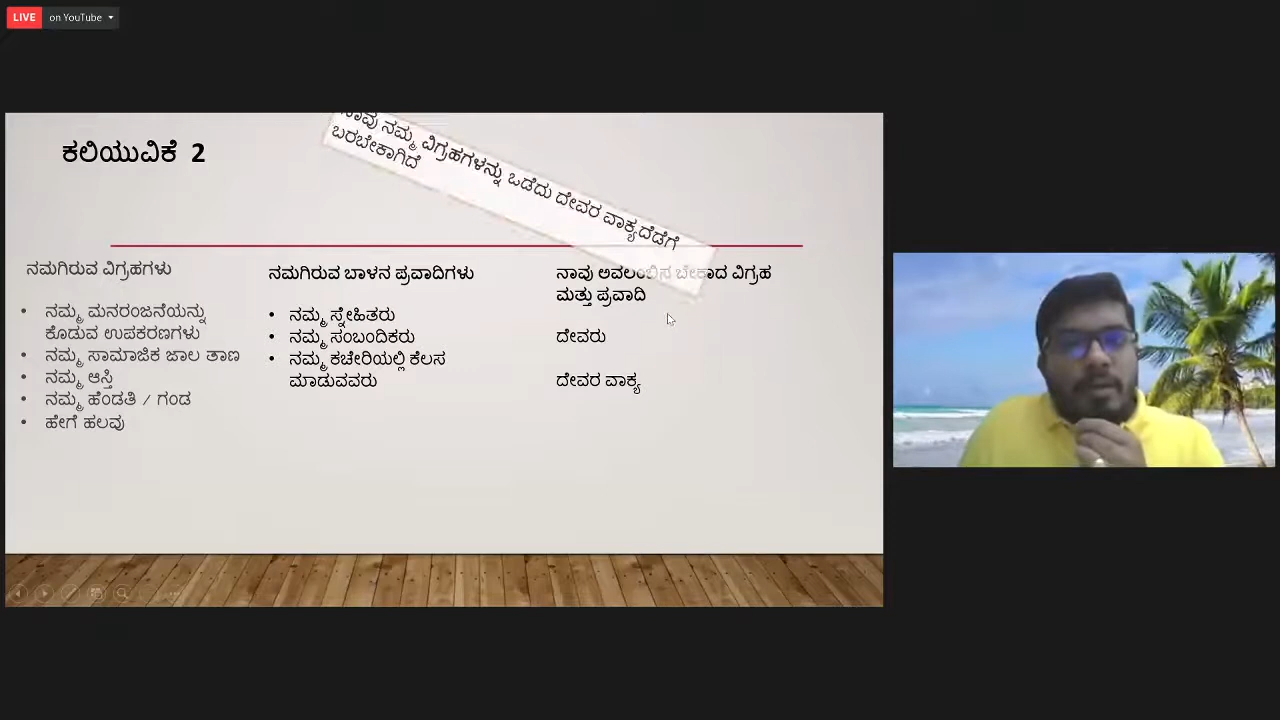 LIVE on YouTube
ಕಲಿಯುವಿಕೆ 2
ನಾವು ನಮ್ಮ ವಿಗ್ರಹಗಳನ್ನು ಒಡೆದು ದೇವರ ವಾಕ್ಯದೆಡೆಗೆ
ಬರಬೇಕಾಗಿದೆ
ನಮಗಿರುವ ವಿಗ್ರಹಗಳು
• ನಮ್ಮ ಮನರಂಜನೆಯನ್ನು
ಕೊಡುವ ಉಪಕರಣಗಳು
• ನಮ್ಮ ಸಾಮಾಜಿಕ ಜಾಲ ತಾಣ
• ನಮ್ಮ ಆಸ್ತಿ
• ನಮ್ಮ ಹೆಂಡತಿ / ಗಂಡ
• ಹೇಗೆ ಹಲವು
ನಮಗಿರುವ ಬಾಳನ ಪ್ರವಾದಿಗಳು
• ನಮ್ಮ ಸ್ನೇಹಿತರು
• ನಮ್ಮ ಸಂಬಂದಿಕರು
• ನಮ್ಮ ಕಚೇರಿಯಲ್ಲಿ ಕೆಲಸ
ಮಾಡುವವರು
ನಾವು ಅವಲಂಬಿಸ ಬೇಕಾದ ವಿಗ್ರಹ
ಮತ್ತು ಪ್ರವಾದಿ
ದೇವರು
ದೇವರ ವಾಕ್ಯ